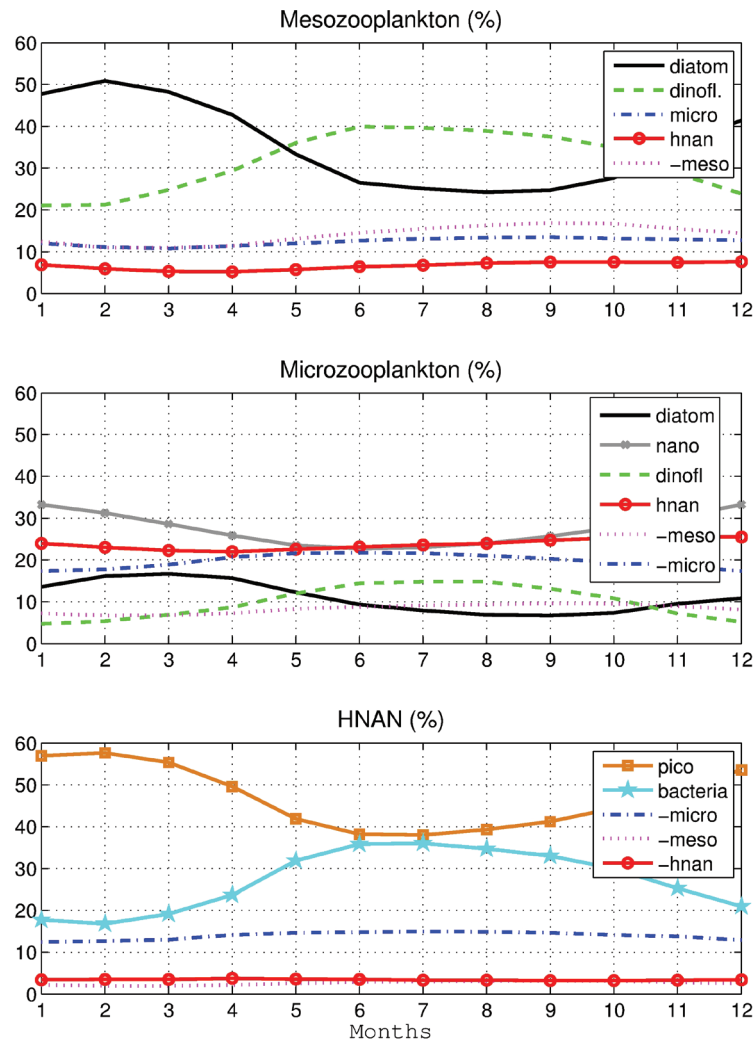 Mesozooplankton (%)
60
50
40
30
20
10
0
diatom
dinofl.
micro
hnan
-meso
1 2 3 4 5 6 7 8 9 10 11 12
Microzooplankton (%)
60
50
40
30
20
10
0
diatom
nano
dinofl
hnan
-meso
-micro
1 2 3 4 5 6 7 8 9 10 11 12
HNAN (%)
60
50
40
30
20
10
0
pico
bacteria
-micro
-meso
-hnan
1 2 3 4 5 6 7 8 9 10 11 12
Months